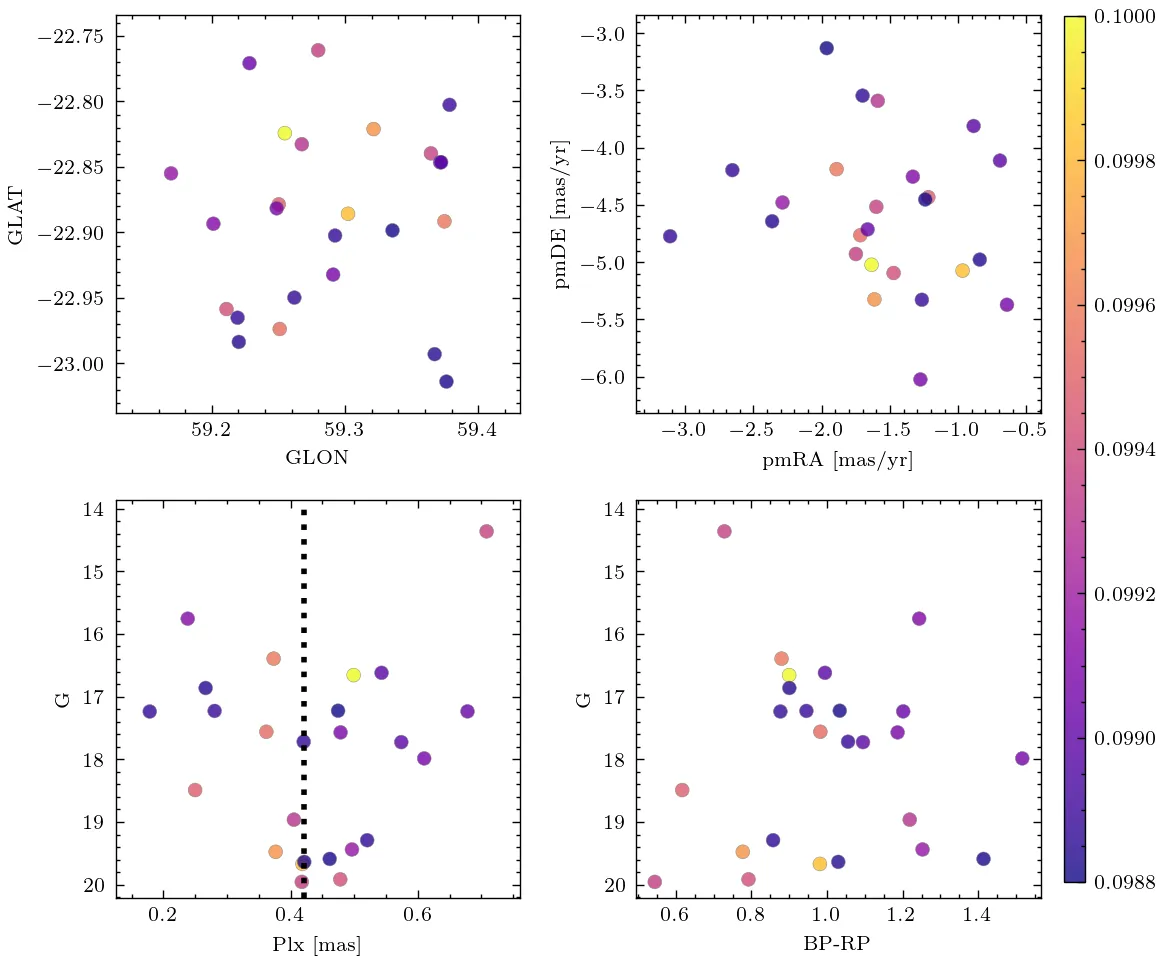 −22.75
−22.80
−22.85
−22.90
−22.95
−23.00
GLAT
59.2 59.3 59.4
GLON
−3.0
−3.5
−4.0
−4.5
−5.0
−5.5
−6.0
pmDE [mas/yr]
−3.0 −2.5 −2.0 −1.5 −1.0 −0.5
pmRA [mas/yr]
14
15
16
17
18
19
20
G
0.2 0.4 0.6
Plx [mas]
14
15
16
17
18
19
20
G
0.6 0.8 1.0 1.2 1.4
BP-RP
0.1000
0.0998
0.0996
0.0994
0.0992
0.0990
0.0988